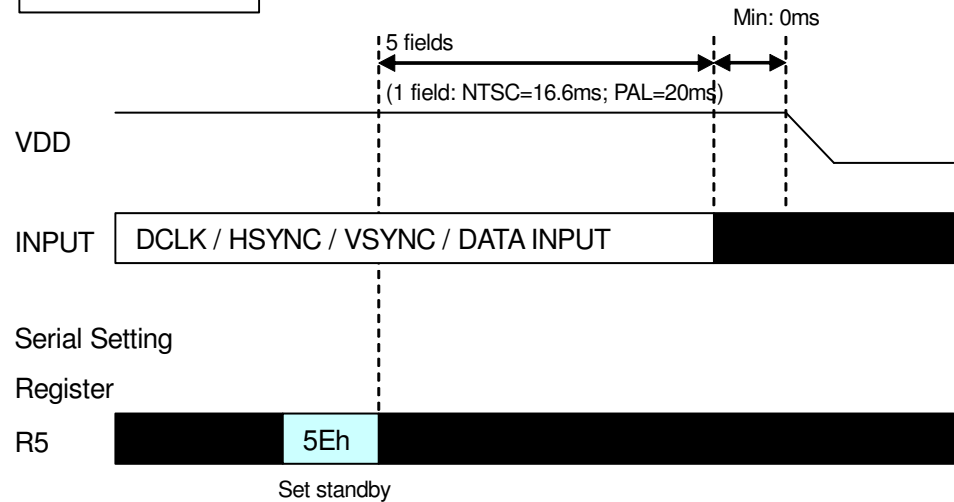 Min: 0ms
5 fields
(1 field: NTSC=16.6ms; PAL=20ms)
VDD
INPUT
DCLK / HSYNC / VSYNC / DATA INPUT
Serial Setting
Register
R5
5Eh
Set standby